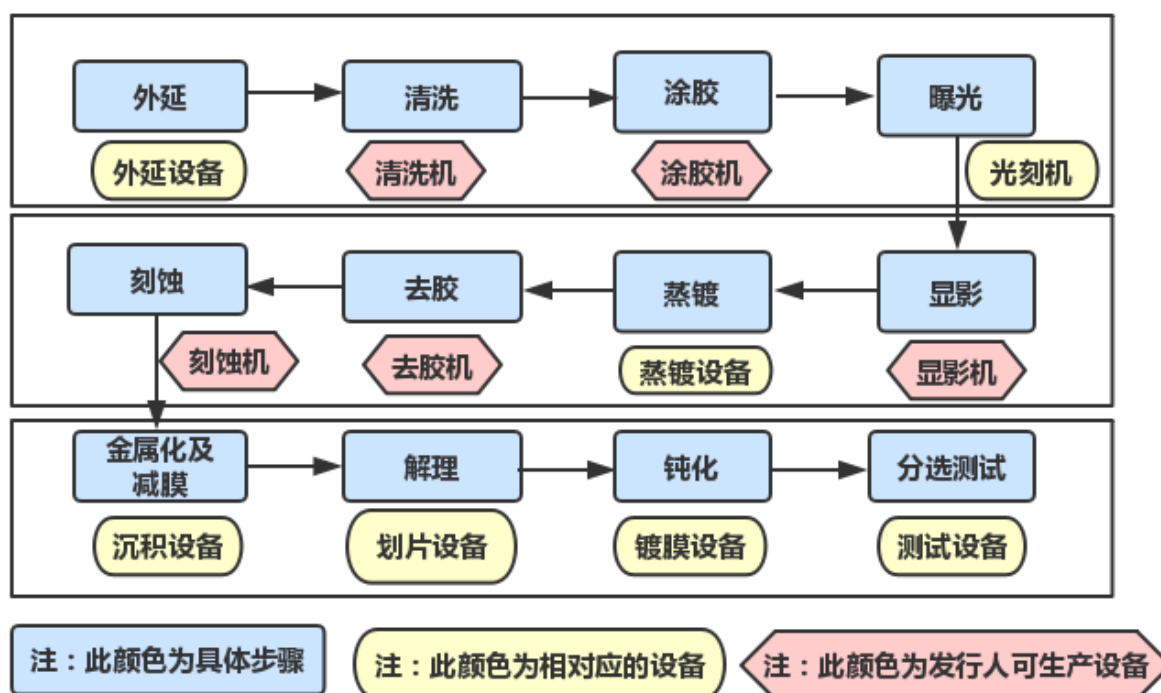 外延
清洗
涂胶
曝光
外延设备
清洗机
涂胶机
光刻机
刻蚀
去胶
蒸镀
显影
刻蚀机
去胶机
蒸镀设备
显影机
金属化及
减膜
解理
钝化
分选测试
沉积设备
划片设备
镀膜设备
测试设备
注：此颜色为具体步骤
注：此颜色为相对应的设备
注：此颜色为发行人可生产设备